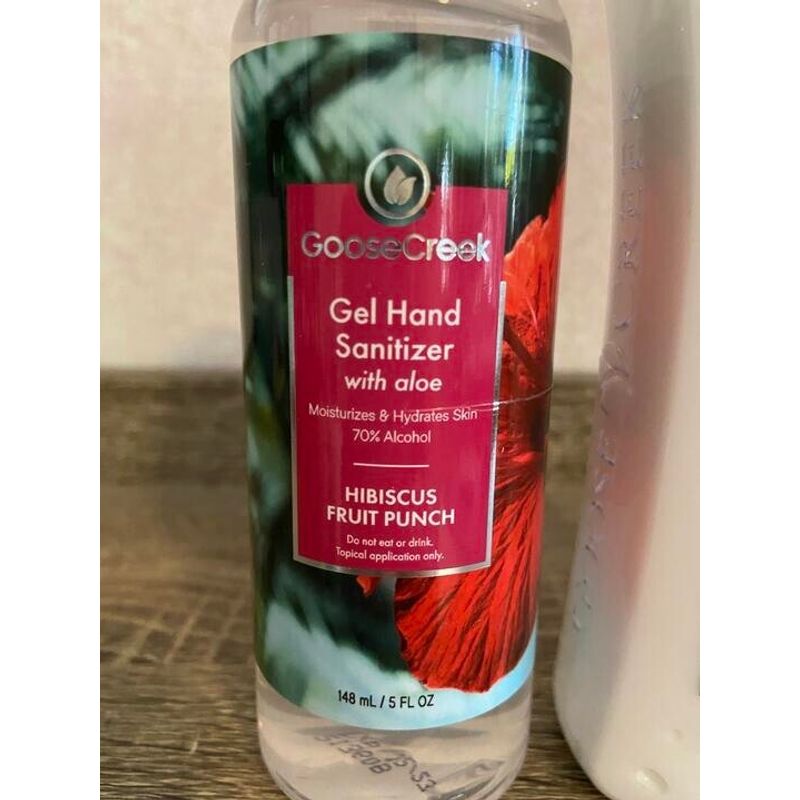 GooseCreek
Gel Hand
Sanitizer
with aloe
Moisturizes & Hydrates Skin
70% Alcohol
HIBISCUS
FRUIT PUNCH
Do not eat or drink.
Topical application only.
148 mL / 5 FL OZ